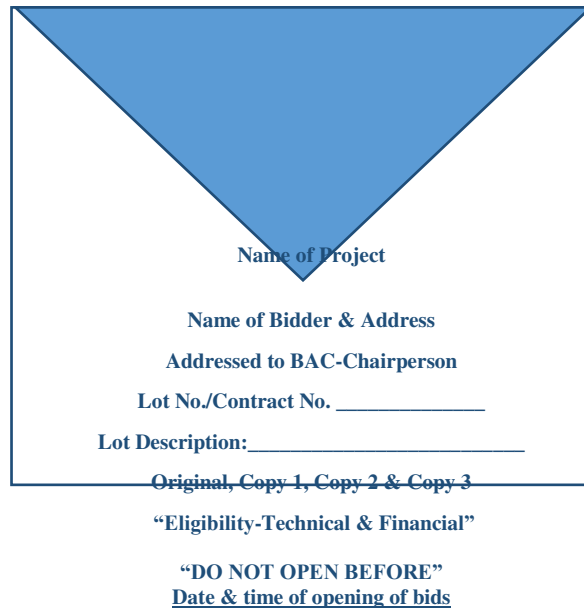 Name of Project
Name of Bidder & Address
Addressed to BAC-Chairperson
Lot No./Contract No. ______________
Lot Description:__________________________
Original, Copy 1, Copy 2 & Copy 3
“Eligibility-Technical & Financial”
“DO NOT OPEN BEFORE”
Date & time of opening of bids